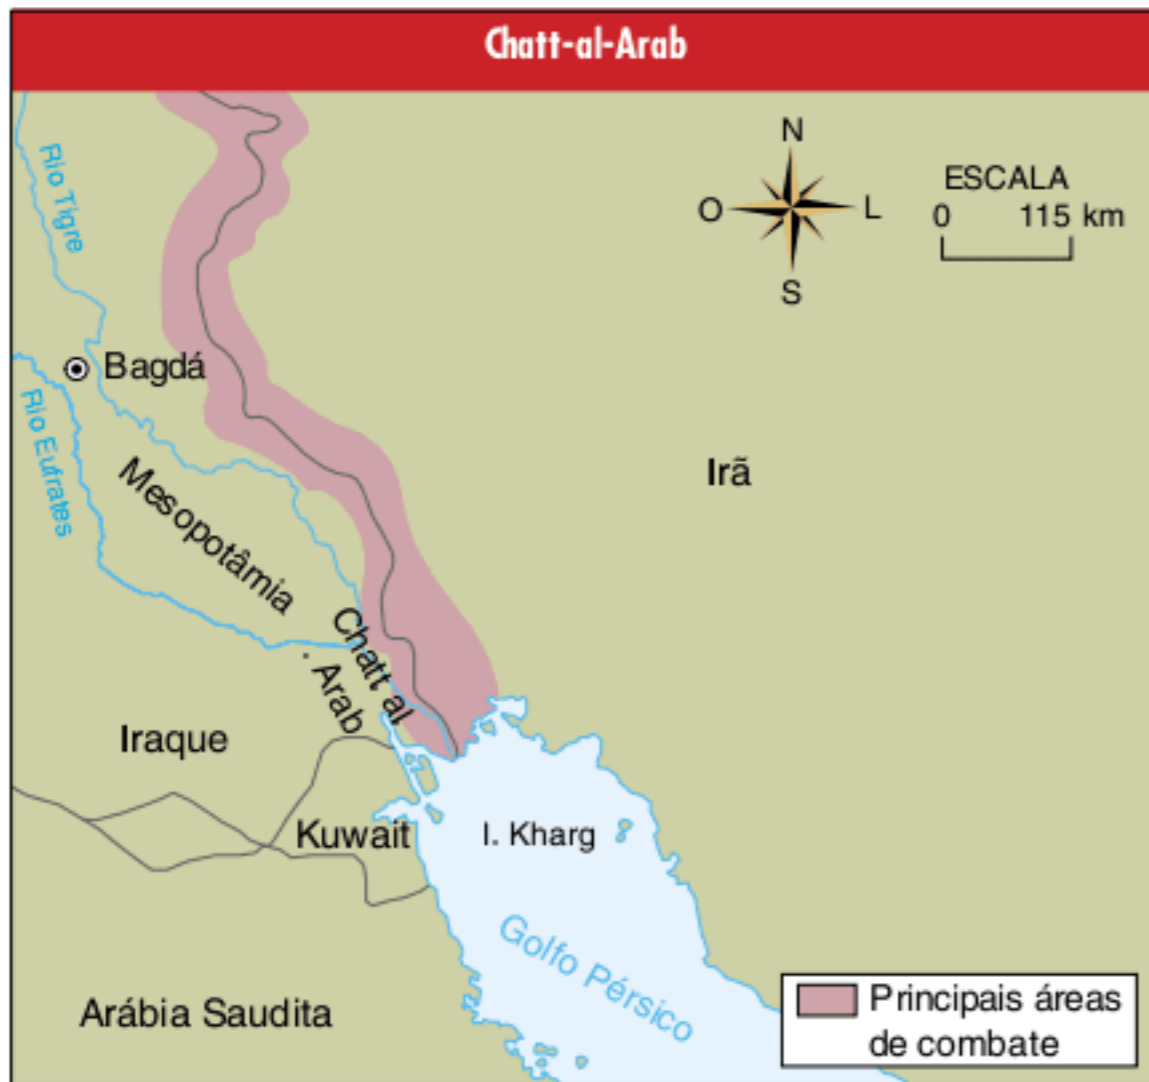 Chatt-al-Arab
N
O
L
S
ESCALA
0 115 km
Rio Tigre
Bagdá
Rio Eufrates
Mesopotâmia
Irã
Chatt al
. Arab
Iraque
Kuwait
I. Kharg
Golfo Pérsico
Arábia Saudita
Principais áreas
de combate